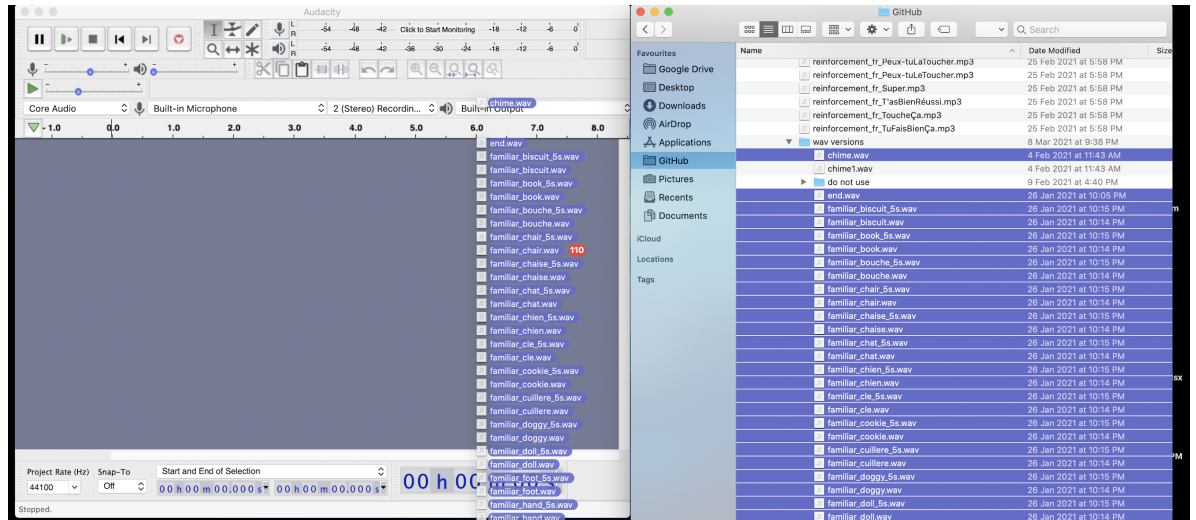 Audacity
L
R
-54 -48 -42 Click to Start Monitoring -18 -12 -6 0
L
R
-54 -48 -42 -36 -30 -24 -18 -12 -6 0
Core Audio
Built-in Microphone
2 (Stereo) Recordin...
Built-in Output
-1.0 0.0 1.0 2.0 3.0 4.0 5.0 6.0 7.0 8.0
chime.wav
end.wav
familiar_biscuit_5s.wav
familiar_biscuit.wav
familiar_book_5s.wav
familiar_book.wav
familiar_bouche_5s.wav
familiar_bouche.wav
familiar_chair_5s.wav
familiar_chair.wav 110
familiar_chaise_5s.wav
familiar_chaise.wav
familiar_chat_5s.wav
familiar_chat.wav
familiar_chien_5s.wav
familiar_chien.wav
familiar_cle_5s.wav
familiar_cle.wav
familiar_cookie_5s.wav
familiar_cookie.wav
familiar_cuillere_5s.wav
familiar_cuillere.wav
familiar_doggy_5s.wav
familiar_doggy.wav
familiar_doll_5s.wav
familiar_doll.wav
familiar_foot_5s.wav
familiar_foot.wav
familiar_hand_5s.wav
familiar_hand.wav
Project Rate (Hz) Snap-To Start and End of Selection
44100 Off 00 h 00 m 00.000 s 00 h 00 m 00.000 s 00 h 00 m 00 s
Stopped.
GitHub
Search
Favourites
Google Drive
Desktop
Downloads
AirDrop
Applications
GitHub
Pictures
Recents
Documents
iCloud
Locations
Tags
Name Date Modified Size
reinforcement_fr_Peux-tuLaToucher.mp3 25 Feb 2021 at 5:58 PM
reinforcement_fr_Peux-tuLeToucher.mp3 25 Feb 2021 at 5:58 PM
reinforcement_fr_Super.mp3 25 Feb 2021 at 5:58 PM
reinforcement_fr_T'asBienRéussi.mp3 25 Feb 2021 at 5:58 PM
reinforcement_fr_ToucheÇa.mp3 25 Feb 2021 at 5:58 PM
reinforcement_fr_TuFaisBienÇa.mp3 25 Feb 2021 at 5:58 PM
wav versions 8 Mar 2021 at 9:38 PM
chime.wav 4 Feb 2021 at 11:43 AM
chime1.wav 4 Feb 2021 at 11:43 AM
do not use 9 Feb 2021 at 4:40 PM
end.wav 26 Jan 2021 at 10:05 PM
familiar_biscuit_5s.wav 26 Jan 2021 at 10:15 PM
familiar_biscuit.wav 26 Jan 2021 at 10:14 PM
familiar_book_5s.wav 26 Jan 2021 at 10:15 PM
familiar_book.wav 26 Jan 2021 at 10:14 PM
familiar_bouche_5s.wav 26 Jan 2021 at 10:15 PM
familiar_bouche.wav 26 Jan 2021 at 10:14 PM
familiar_chair_5s.wav 26 Jan 2021 at 10:15 PM
familiar_chair.wav 26 Jan 2021 at 10:14 PM
familiar_chaise_5s.wav 26 Jan 2021 at 10:15 PM
familiar_chaise.wav 26 Jan 2021 at 10:14 PM
familiar_chat_5s.wav 26 Jan 2021 at 10:15 PM
familiar_chat.wav 26 Jan 2021 at 10:14 PM
familiar_chien_5s.wav 26 Jan 2021 at 10:15 PM
familiar_chien.wav 26 Jan 2021 at 10:14 PM
familiar_cle_5s.wav 26 Jan 2021 at 10:15 PM
familiar_cle.wav 26 Jan 2021 at 10:14 PM
familiar_cookie_5s.wav 26 Jan 2021 at 10:15 PM
familiar_cookie.wav 26 Jan 2021 at 10:14 PM
familiar_cuillere_5s.wav 26 Jan 2021 at 10:15 PM
familiar_cuillere.wav 26 Jan 2021 at 10:14 PM
familiar_doggy_5s.wav 26 Jan 2021 at 10:15 PM
familiar_doggy.wav 26 Jan 2021 at 10:14 PM
familiar_doll_5s.wav 26 Jan 2021 at 10:15 PM
familiar_doll.wav 26 Jan 2021 at 10:14 PM
m
sx
PM